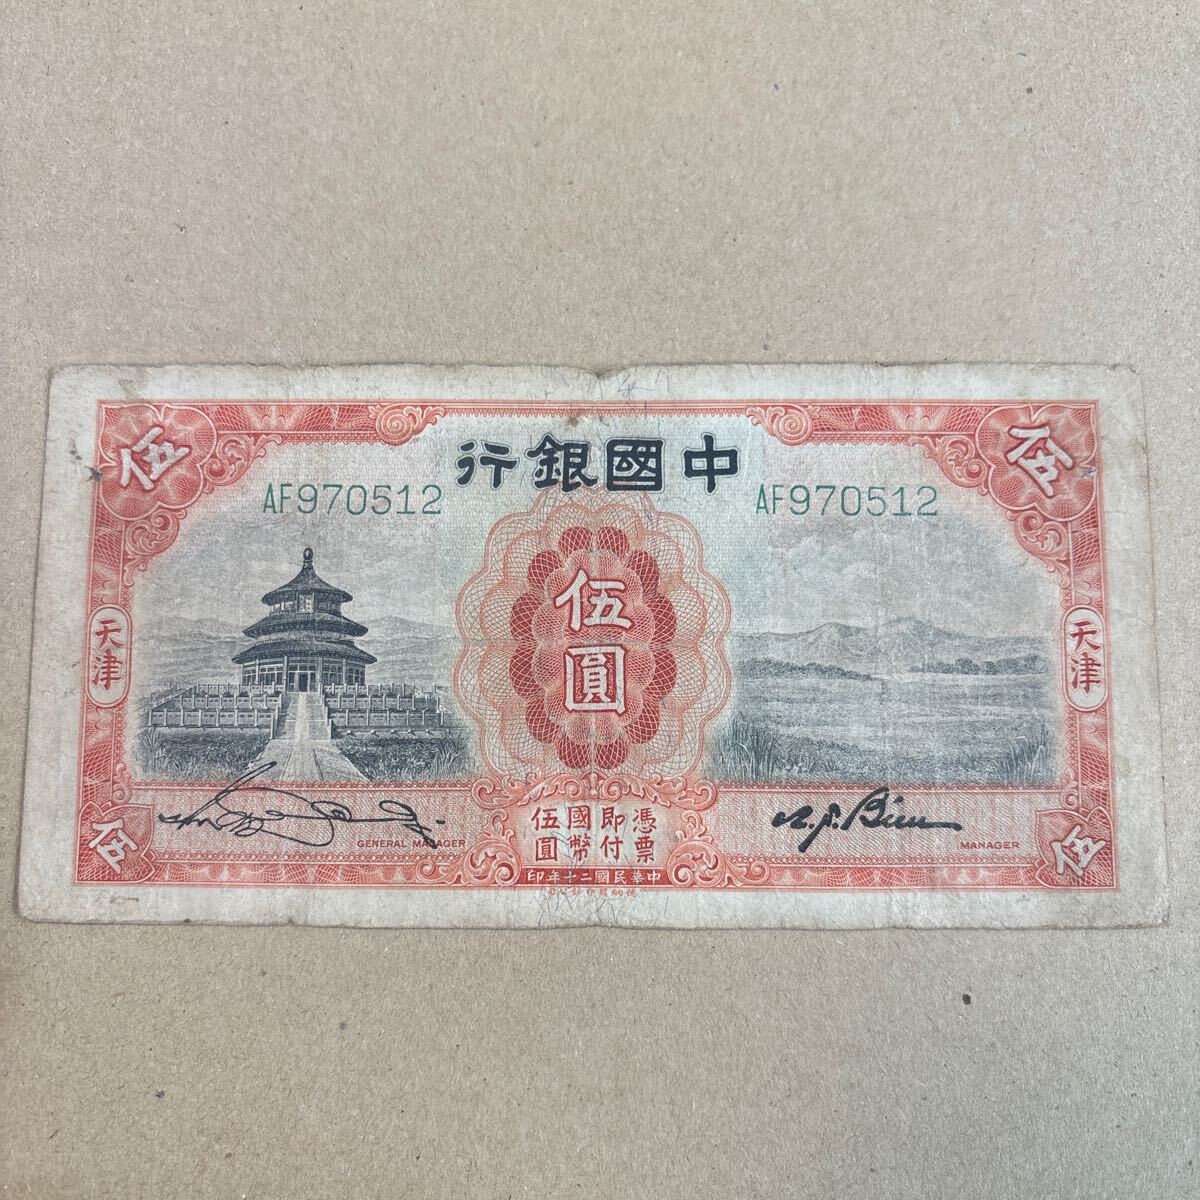 中國銀行
伍
伍
AF970512
AF970512
伍圓
天津
天津
憑票即付國幣伍圓
GENERAL MANAGER
MANAGER
伍
伍
中華民國二十年印